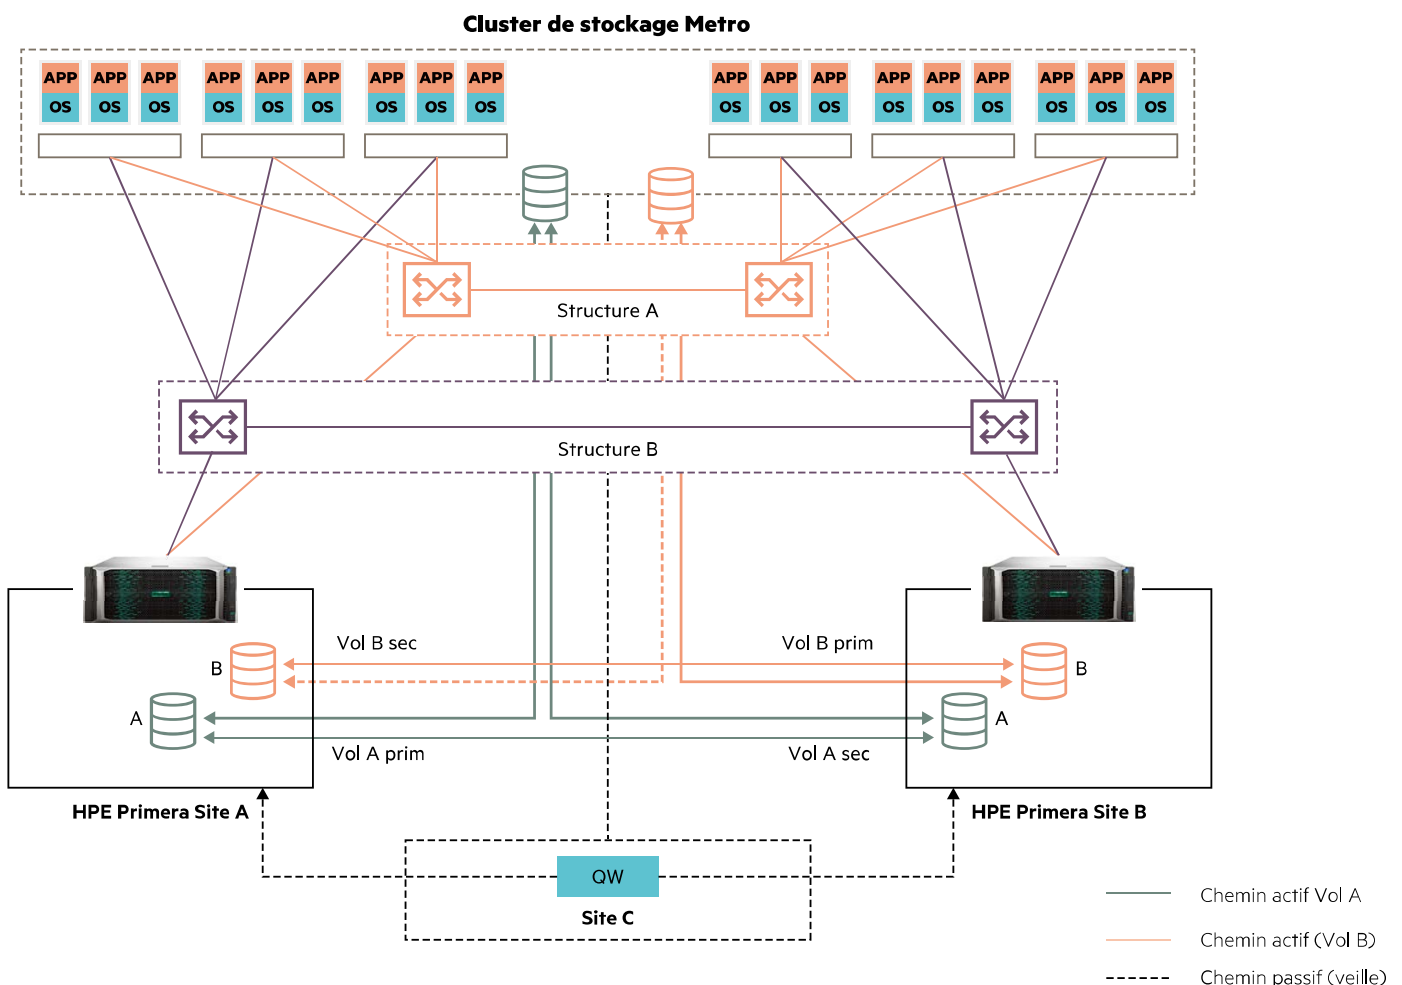 Cluster de stockage Metro
APP APP APP APP APP APP APP APP APP APP APP APP APP APP APP APP APP APP
OS OS OS OS OS OS OS OS OS OS OS OS OS OS OS OS OS OS
Structure A
Structure B
Vol B sec
Vol B prim
B
B
A
A
Vol A prim
Vol A sec
HPE Primera Site A
HPE Primera Site B
QW
Site C
Chemin actif Vol A
Chemin actif (Vol B)
Chemin passif (veille)